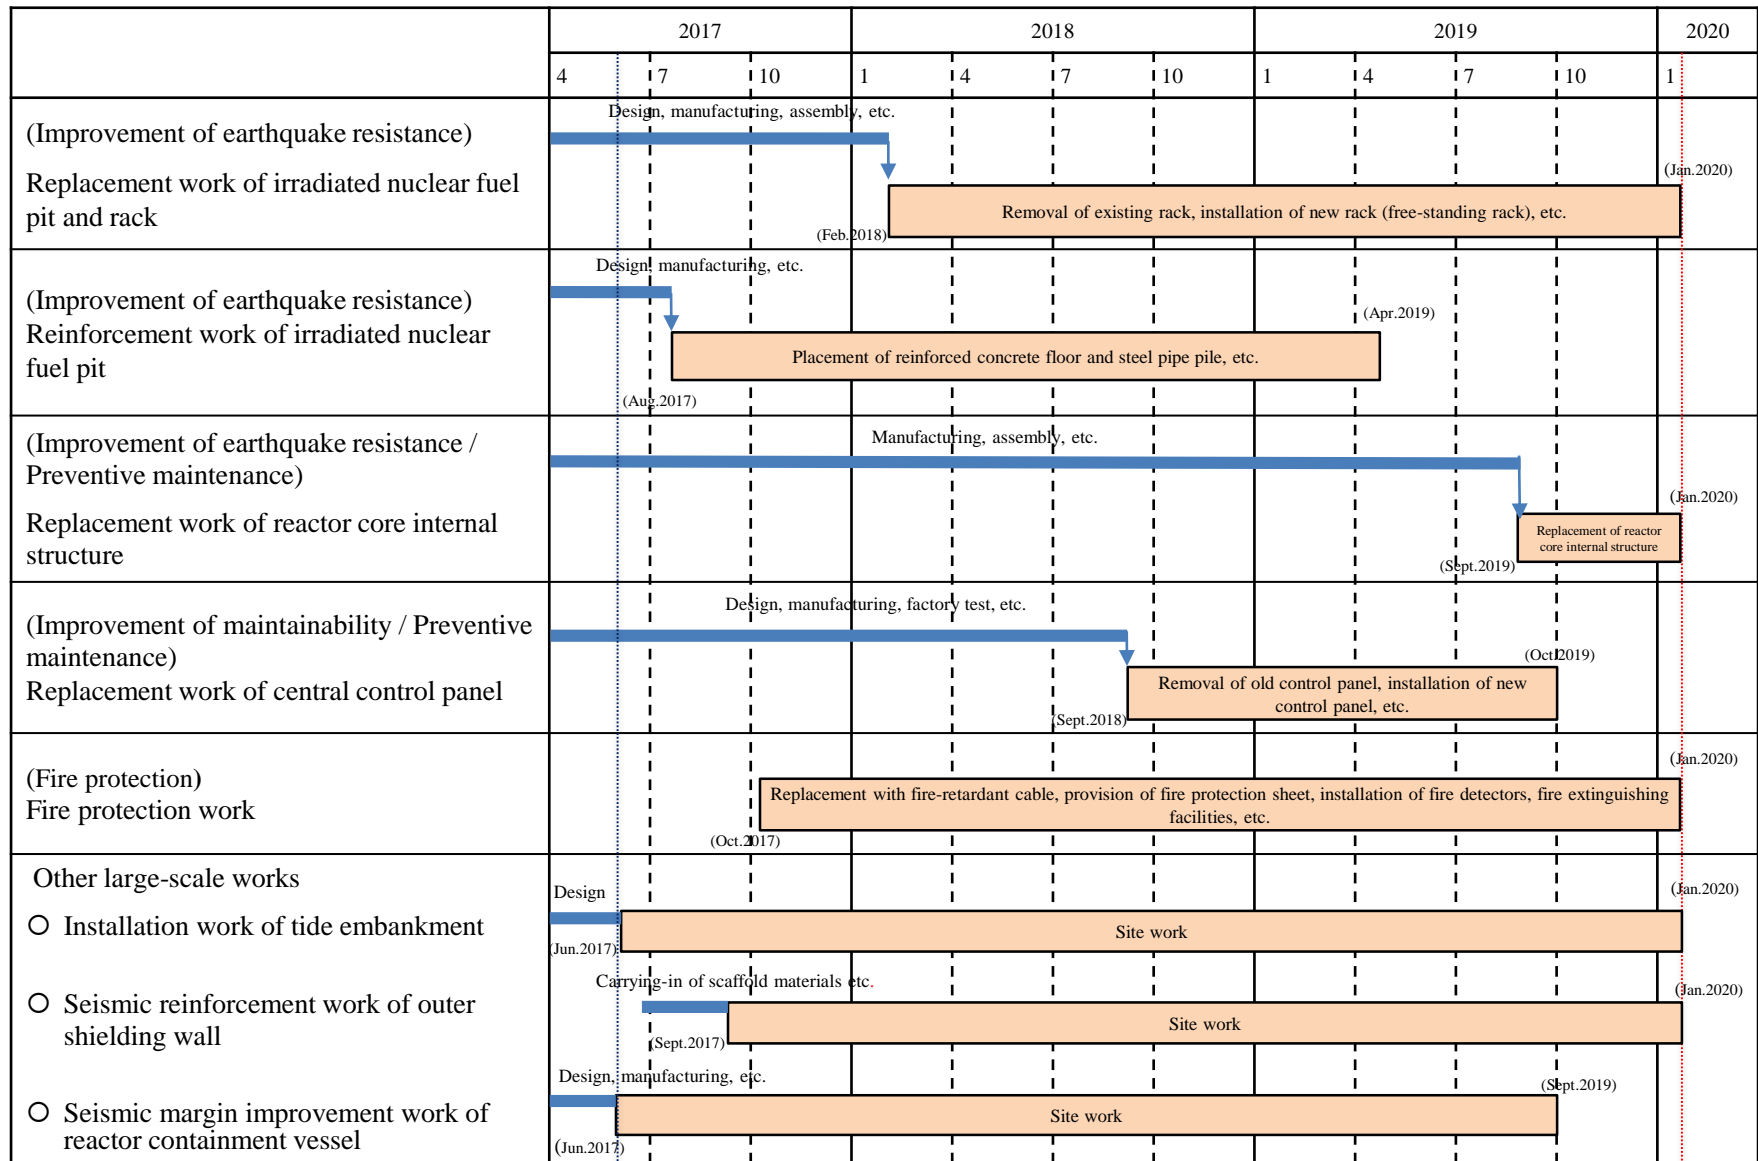 2017 2018 2019 2020
4 7 10 1 4 7 10 1 4 7 10 1
Design, manufacturing, assembly, etc.
(Improvement of earthquake resistance)
Replacement work of irradiated nuclear fuel
pit and rack
(Jan.2020)
Removal of existing rack, installation of new rack (free-standing rack), etc.
(Feb.2018)
Design, manufacturing, etc.
(Improvement of earthquake resistance)
Reinforcement work of irradiated nuclear
fuel pit
(Apr.2019)
Placement of reinforced concrete floor and steel pipe pile, etc.
(Aug.2017)
(Improvement of earthquake resistance /
Preventive maintenance)
Replacement work of reactor core internal
structure
Manufacturing, assembly, etc.
(Jan.2020)
Replacement of reactor
core internal structure
(Sept.2019)
Design, manufacturing, factory test, etc.
(Improvement of maintainability / Preventive
maintenance)
Replacement work of central control panel
(Oct.2019)
Removal of old control panel, installation of new
control panel, etc.
(Sept.2018)
(Fire protection)
Fire protection work
(Jan.2020)
Replacement with fire-retardant cable, provision of fire protection sheet, installation of fire detectors, fire extinguishing
facilities, etc.
(Oct.2017)
Other large-scale works
Design
(Jan.2020)
○ Installation work of tide embankment
Site work
(Jun.2017)
Carrying-in of scaffold materials etc.
(Jan.2020)
○ Seismic reinforcement work of outer
shielding wall
Site work
(Sept.2017)
Design, manufacturing, etc.
(Sept.2019)
○ Seismic margin improvement work of
reactor containment vessel
Site work
(Jun.2017)